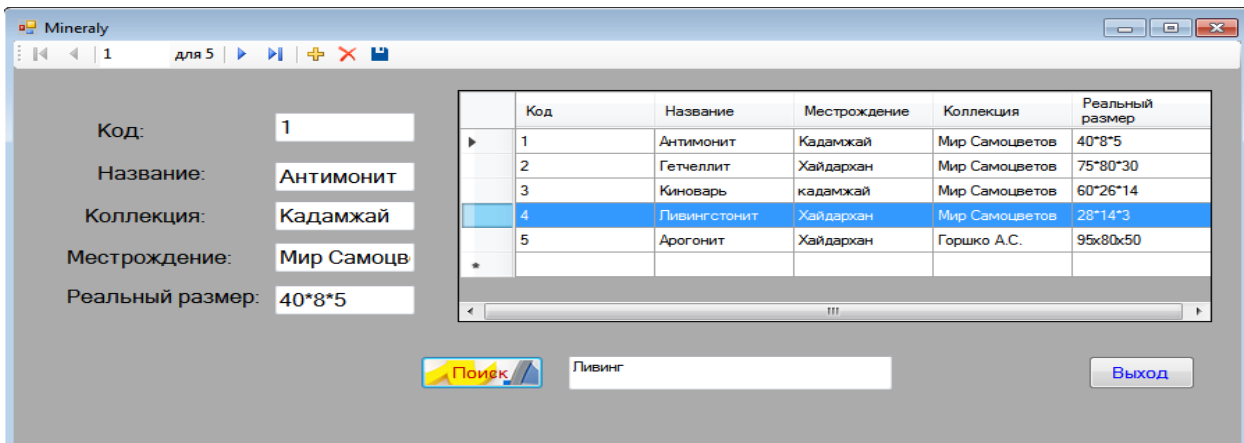 Mineraly
1 для 5
Код: 1
Название: Антимонит
Коллекция: Кадамжай
Местрождение: Мир Самоцв
Реальный размер: 40*8*5
Код Название Местрождение Коллекция Реальный размер
1 Антимонит Кадамжай Мир Самоцветов 40*8*5
2 Гетчеллит Хайдархан Мир Самоцветов 75*80*30
3 Киноварь кадамжай Мир Самоцветов 60*26*14
4 Ливингстонит Хайдархан Мир Самоцветов 28*14*3
5 Арогонит Хайдархан Горшко А.С. 95x80x50
Поиск Ливинг Выход